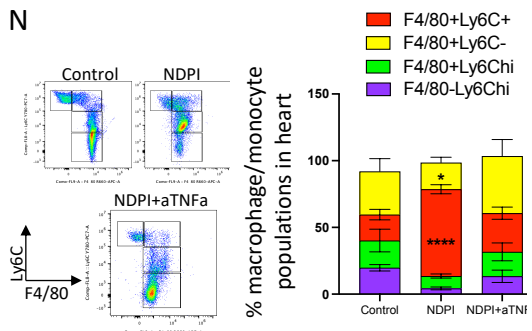 N
Control
NDPI
NDPI+aTNFa
Ly6C
F4/80
F4/80+Ly6C+
F4/80+Ly6C-
F4/80+Ly6Chi
F4/80-Ly6Chi
% macrophage/monocyte
populations in heart
150
100
50
0
*
****
Control
NDPI
NDPI+aTN